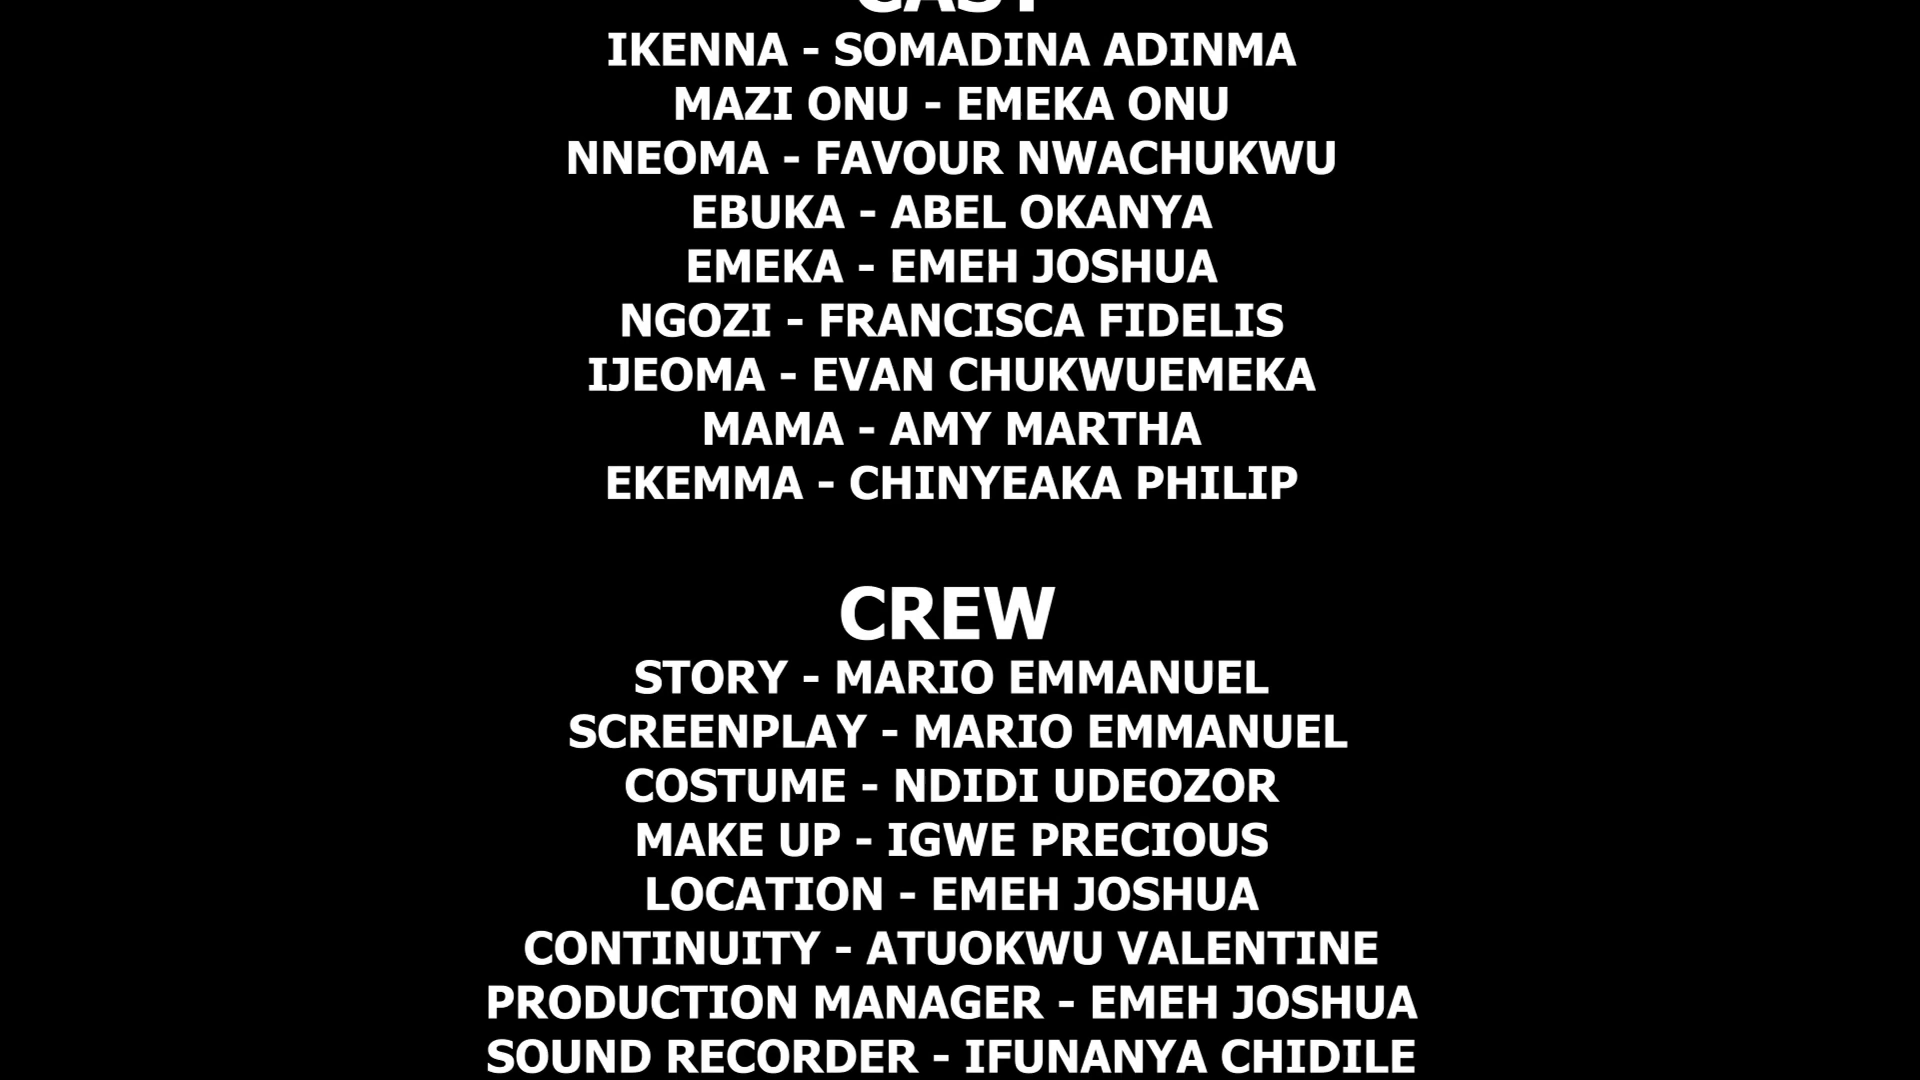 CAST
IKENNA - SOMADINA ADINMA
MAZI ONU - EMEKA ONU
NNEOMA - FAVOUR NWACHUKWU
EBUKA - ABEL OKANYA
EMEKA - EMEH JOSHUA
NGOZI - FRANCISCA FIDELIS
IJEOMA - EVAN CHUKWUEMEKA
MAMA - AMY MARTHA
EKEMMA - CHINYEAKA PHILIP
CREW
STORY - MARIO EMMANUEL
SCREENPLAY - MARIO EMMANUEL
COSTUME - NDIDI UDEOZOR
MAKE UP - IGWE PRECIOUS
LOCATION - EMEH JOSHUA
CONTINUITY - ATUOKWU VALENTINE
PRODUCTION MANAGER - EMEH JOSHUA
SOUND RECORDER - IFUNANYA CHIDILE